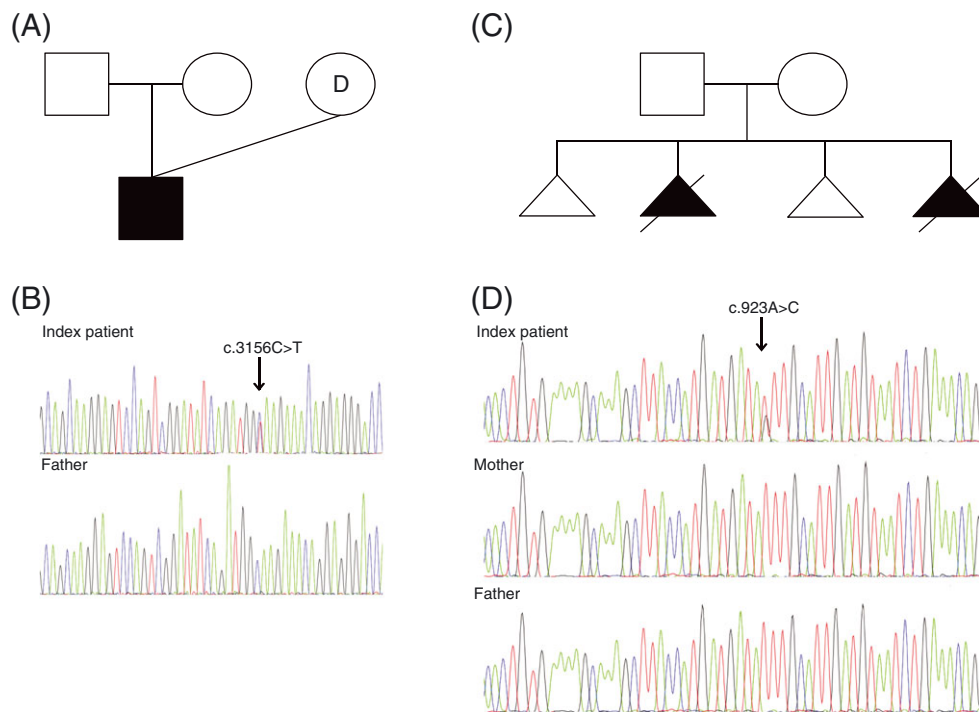 (A)
D
(B)
Index patient
c.3156C>T
Father
(C)
(D)
c.923A>C
Index patient
Mother
Father